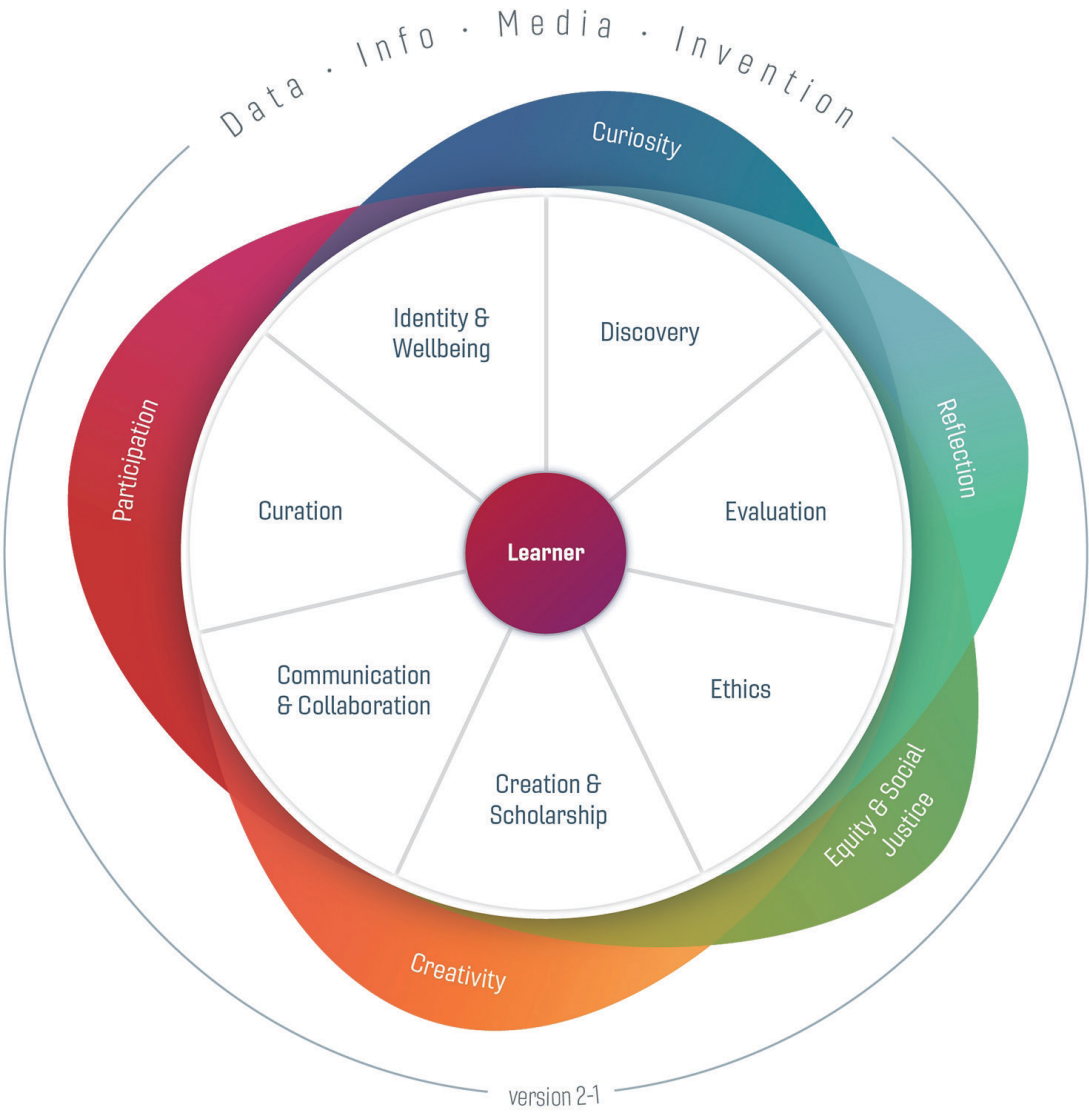 Data · Info · Media · Invention
Curiosity
Reflection
Equity & Social
Justice
Creativity
Participation
Identity &
Wellbeing
Discovery
Evaluation
Ethics
Creation &
Scholarship
Communication
& Collaboration
Curation
Learner
version 2-1